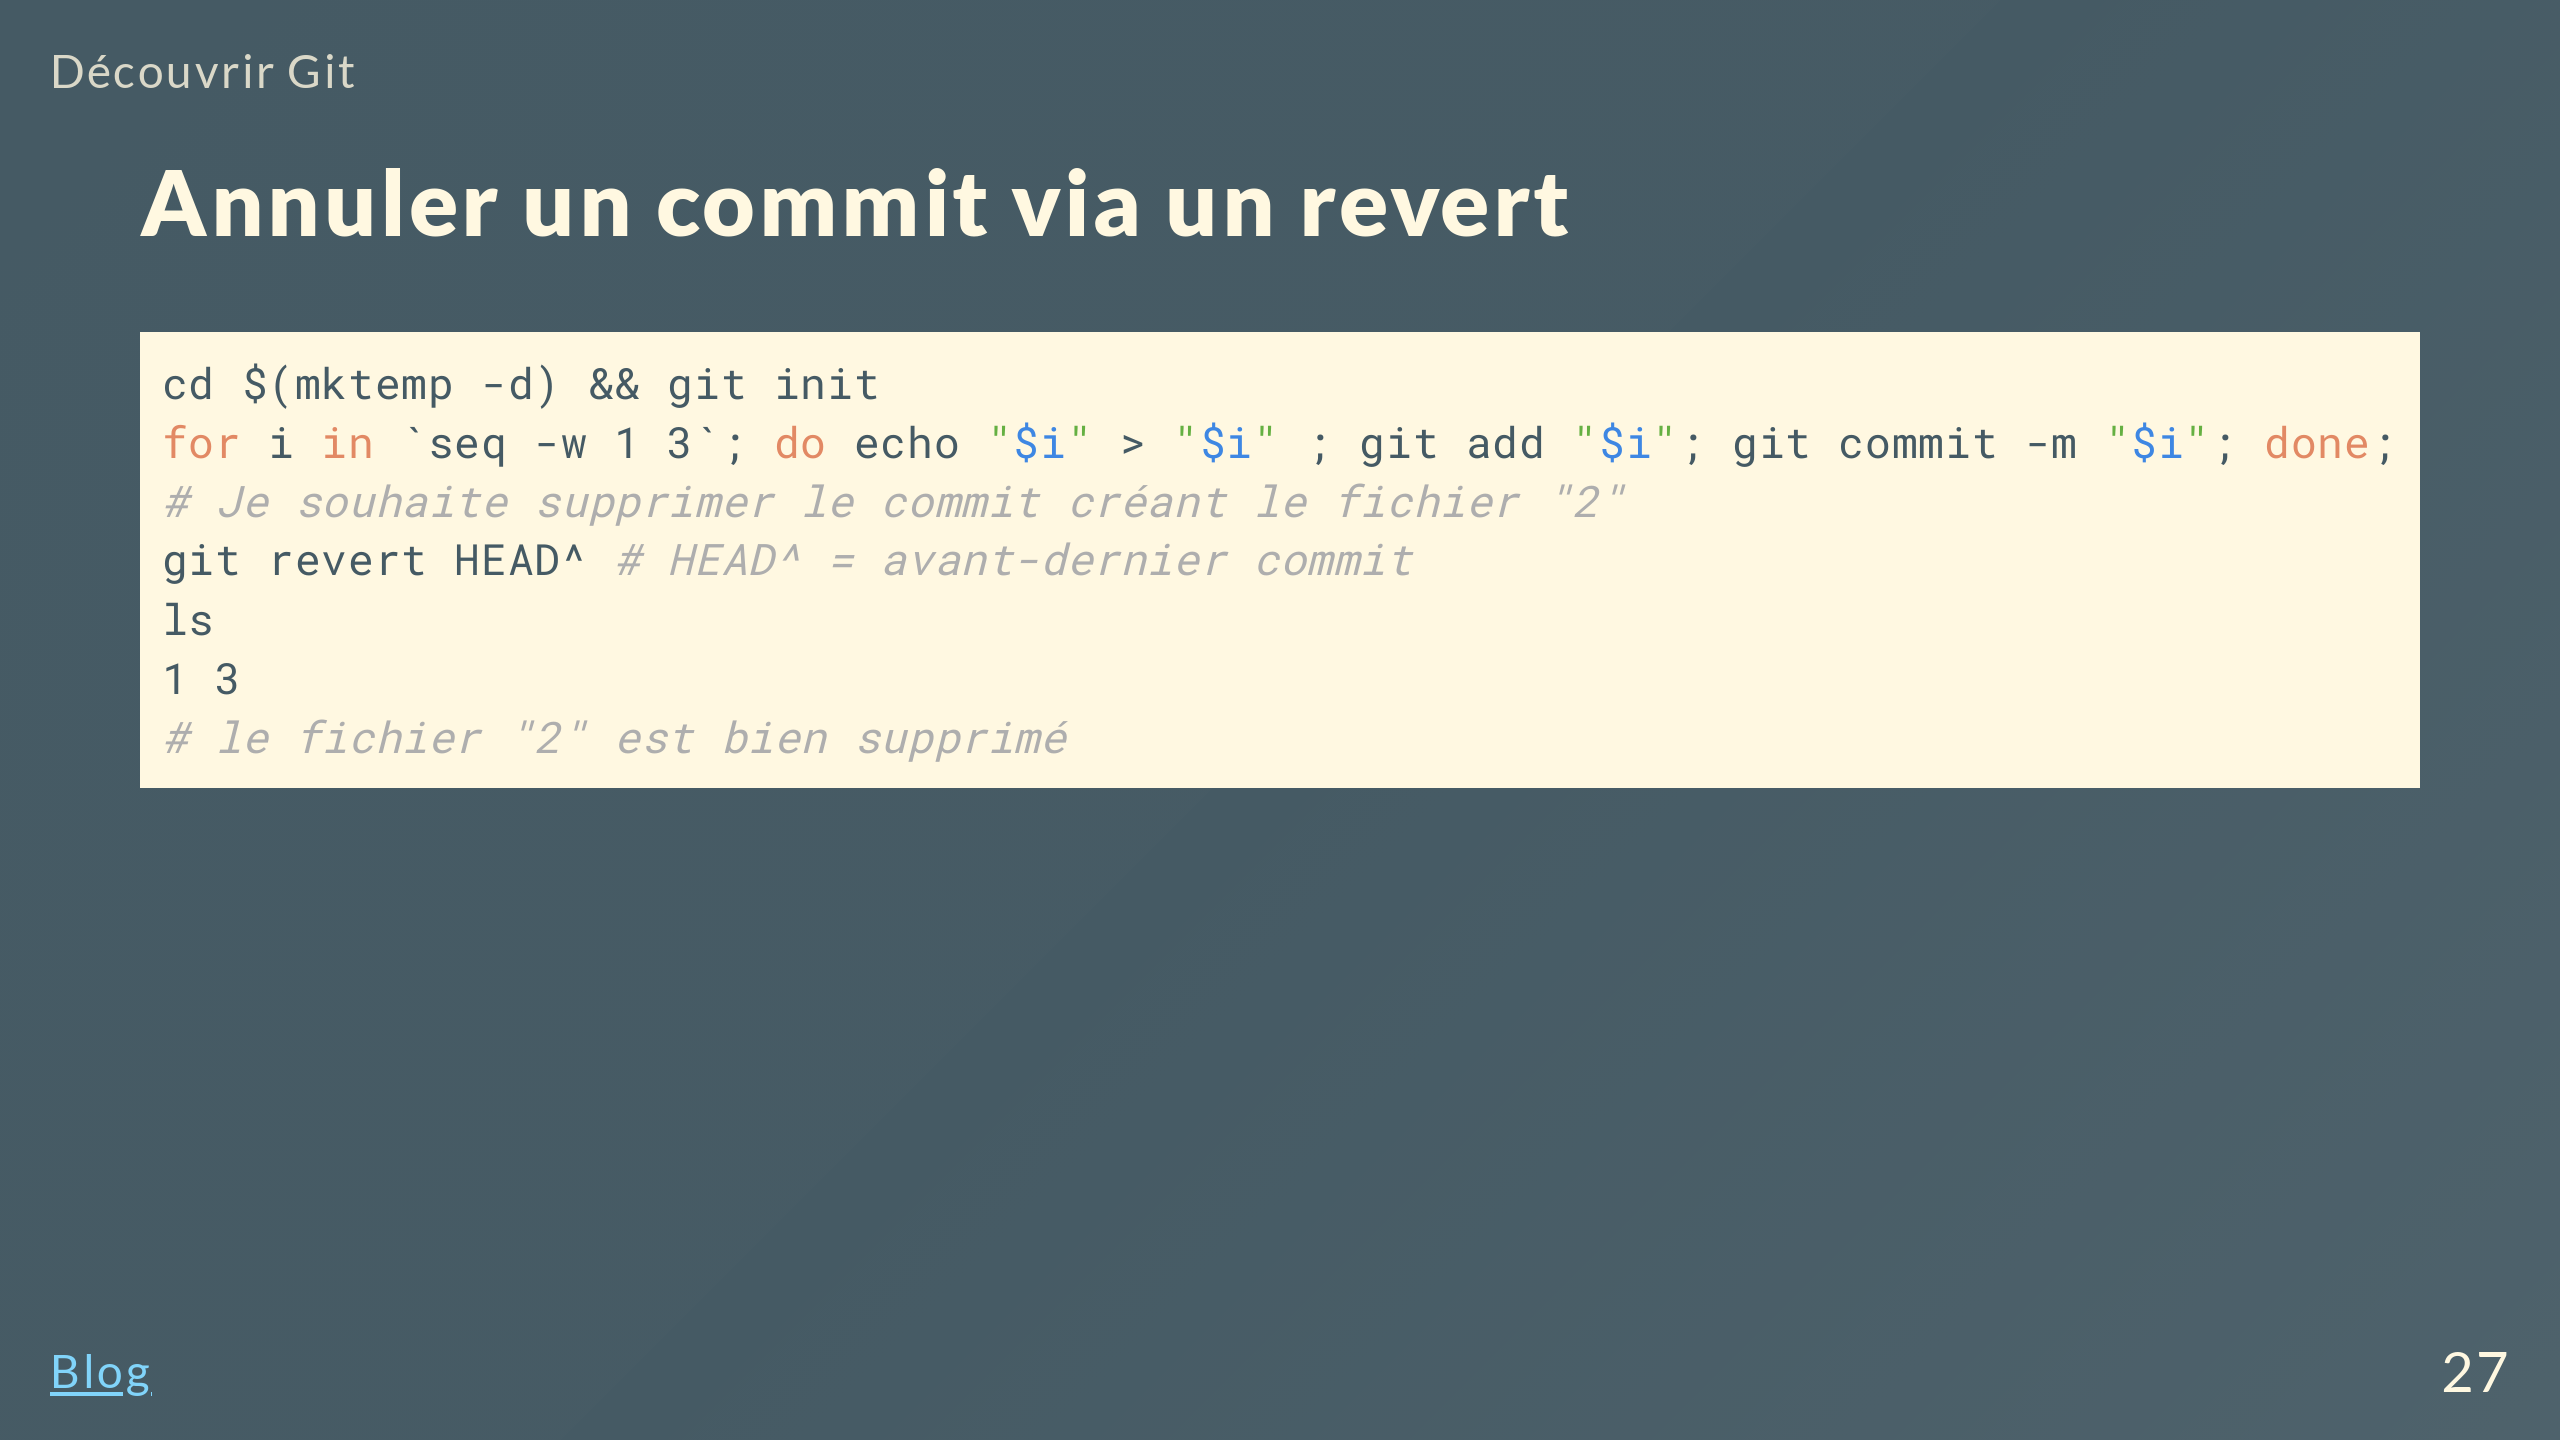 Découvrir Git
Annuler un commit via un revert
cd $(mktemp -d) && git init
for i in `seq -w 1 3`; do echo "$i" > "$i" ; git add "$i"; git commit -m "$i"; done;
# Je souhaite supprimer le commit créant le fichier "2"
git revert HEAD^ # HEAD^ = avant-dernier commit
ls
1 3
# le fichier "2" est bien supprimé
Blog
27